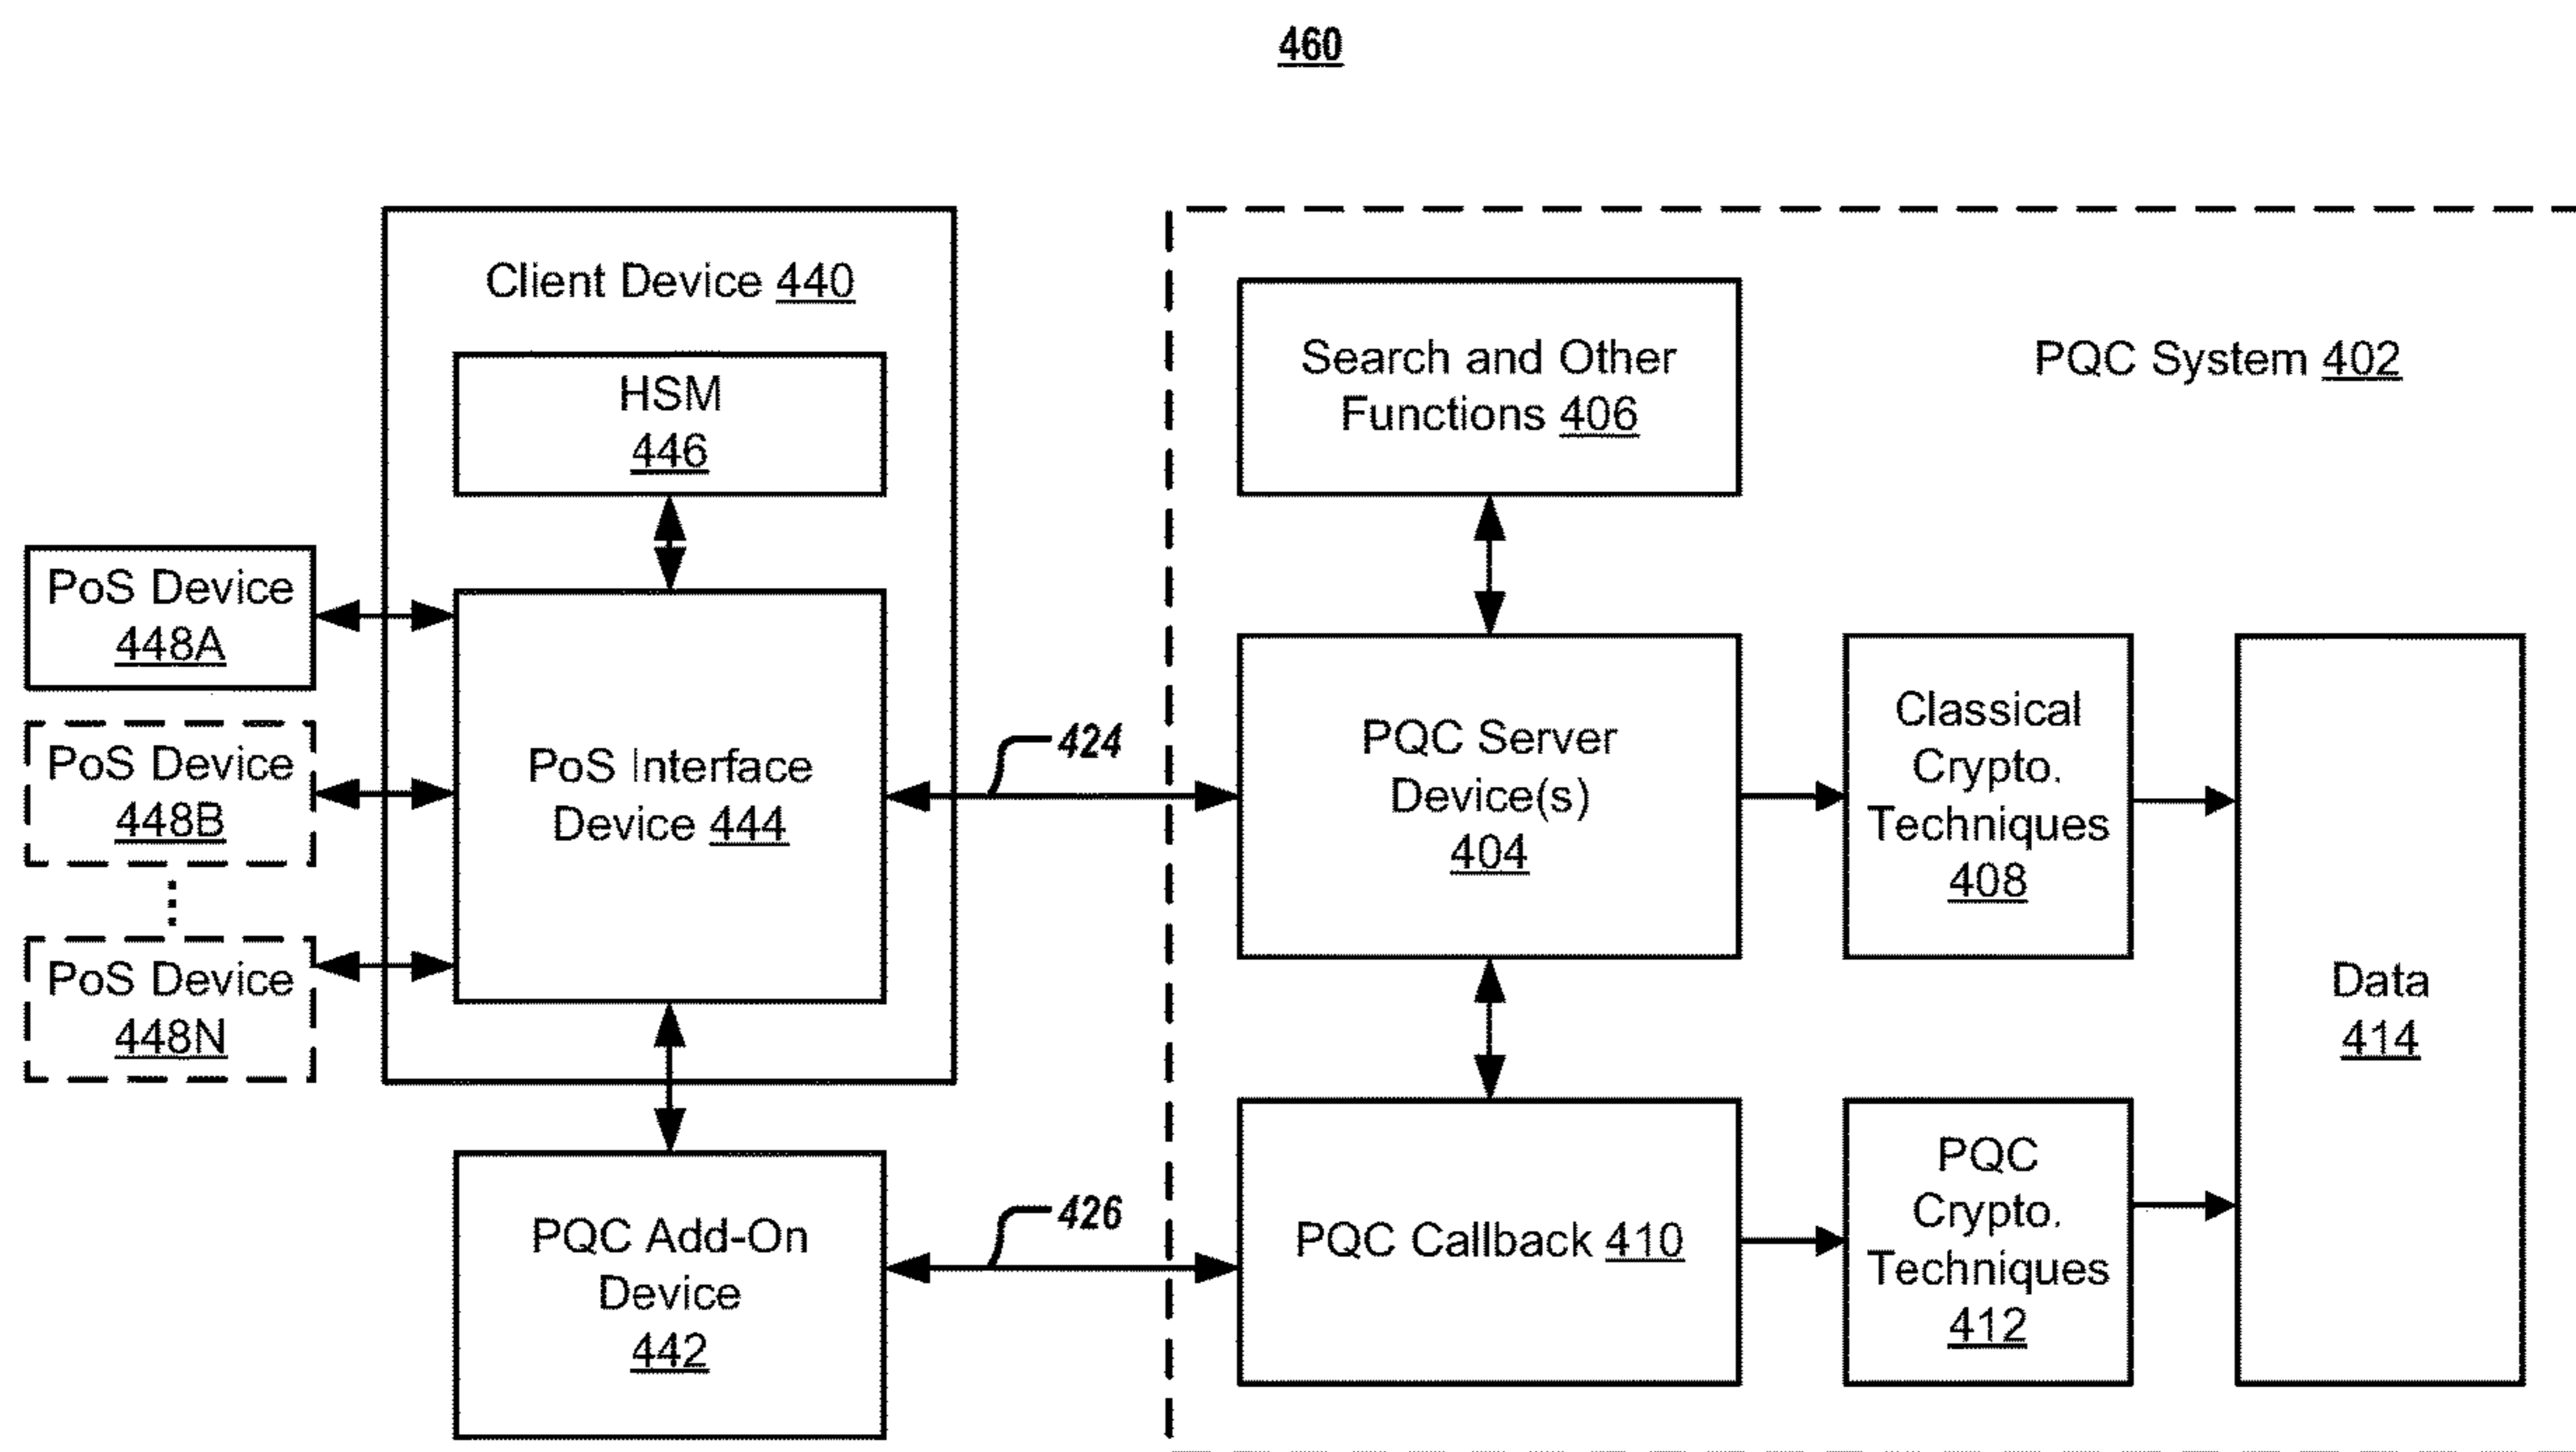 460
Client Device 440
HSM
446
PoS Device
448A
PoS Device
448B
PoS Device
448N
PoS Interface
Device 444
PQC Add-On
Device
442
424
426
PQC System 402
Search and Other
Functions 406
PQC Server
Device(s)
404
Classical
Crypto.
Techniques
408
PQC Callback 410
PQC
Crypto.
Techniques
412
Data
414